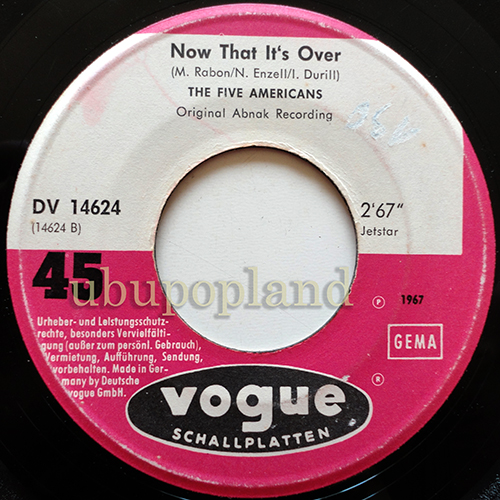 Now That It's Over
(M. Rabon/N. Enzell/I. Durill)
THE FIVE AMERICANS
Original Abnak Recording
DV 14624
(14624 B)
2'67"
Jetstar
45
ubupopland
P 1967
Urheber- und Leistungsschutz-
rechte, besonders Vervielfälti-
gung (außer zum persönl. Gebrauch),
Vermietung, Aufführung, Sendung,
vorbehalten. Made in Ger-
many by Deutsche
vogue GmbH.
GEMA
R
vogue
SCHALLPLATTEN